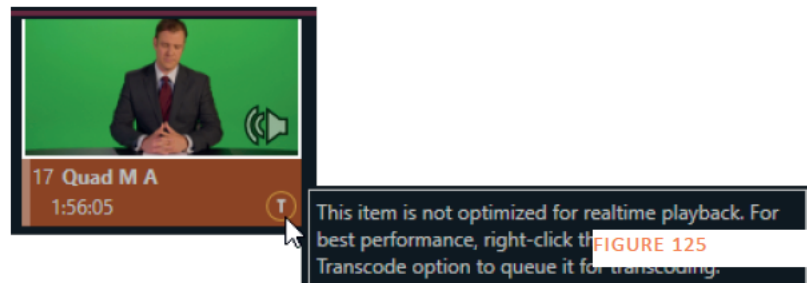 17 Quad M A
1:56:05
T
This item is not optimized for realtime playback. For
best performance, right-click th
FIGURE 125
Transcode option to queue it for transcoding.